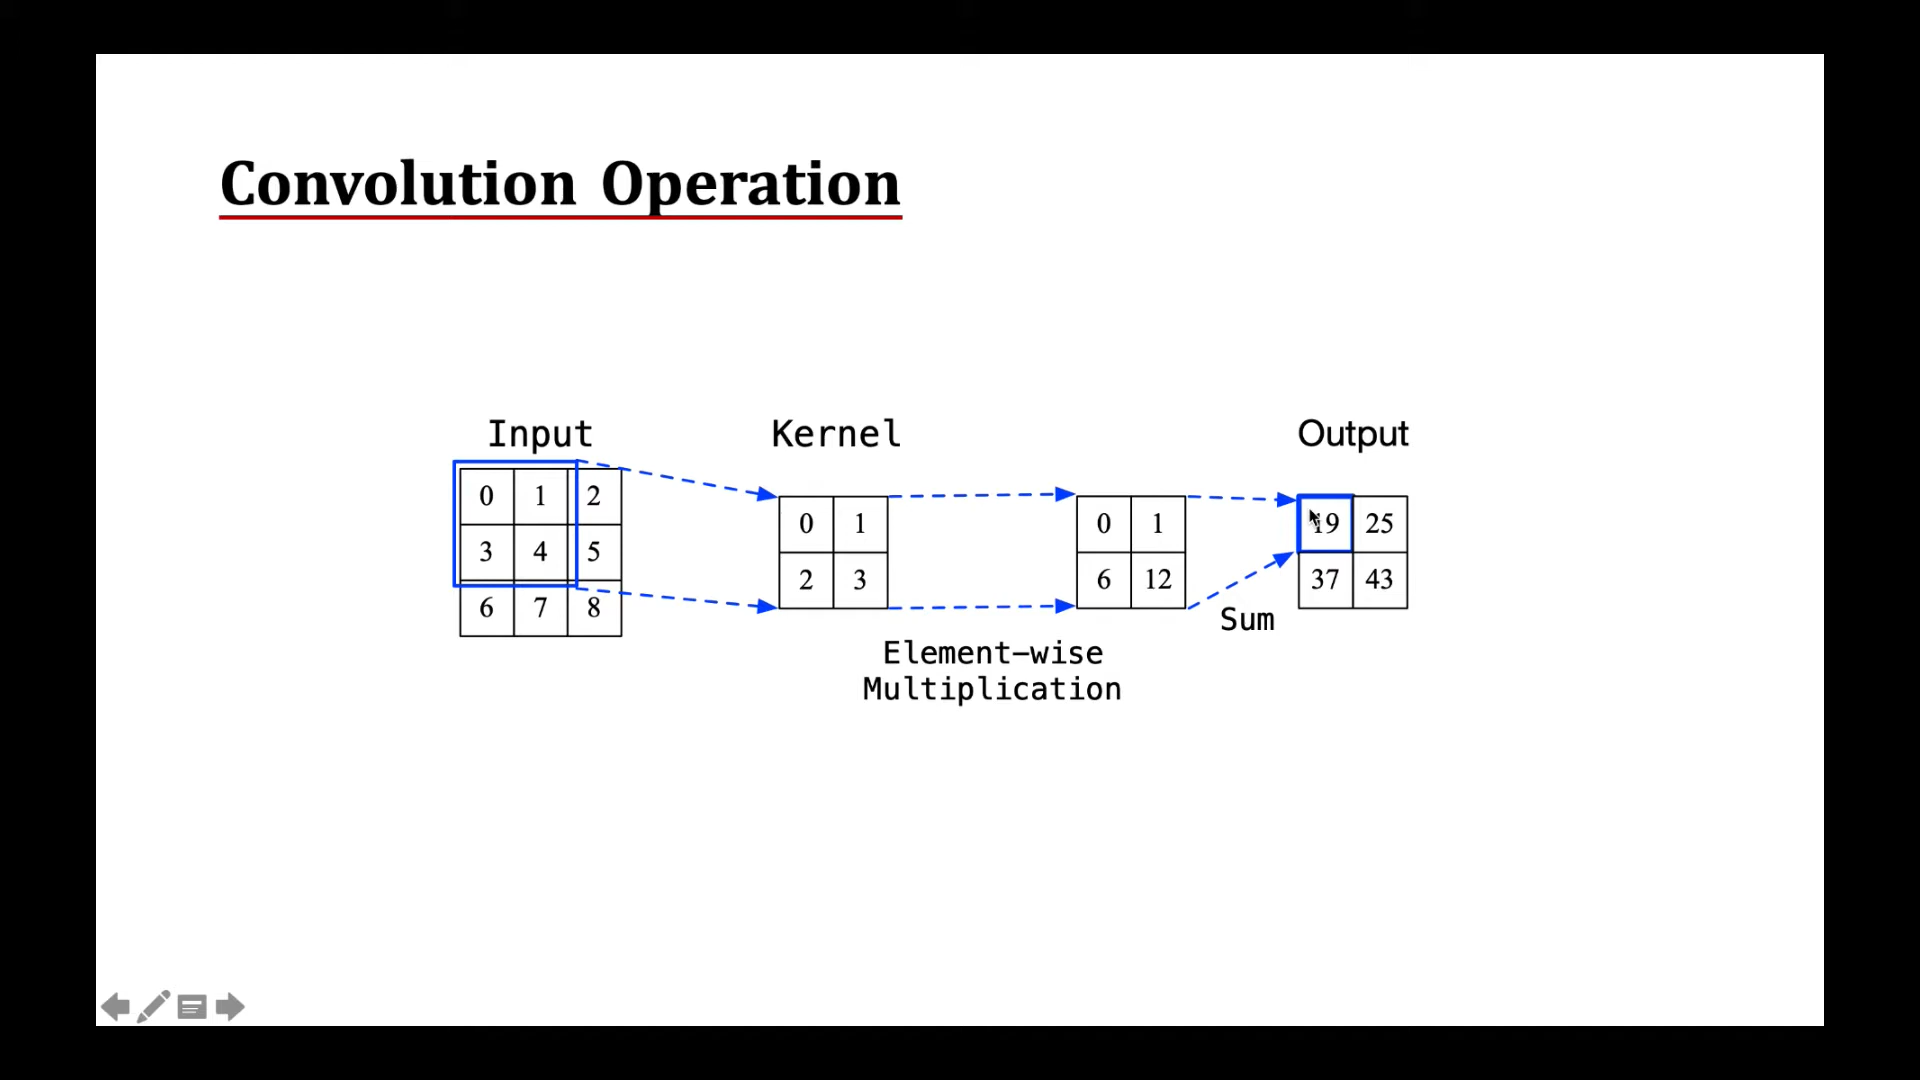 Convolution Operation
Input
Kernel
Output
0 1 2
3 4 5
6 7 8
0 1
2 3
0 1
6 12
19 25
37 43
Sum
Element-wise
Multiplication